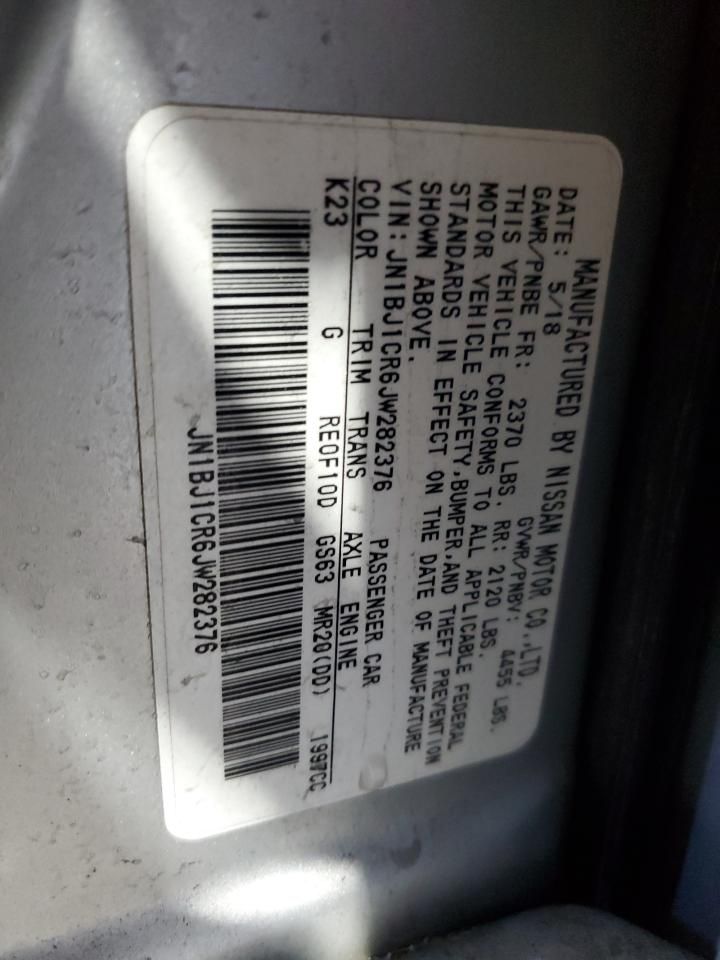 MANUFACTURED BY NISSAN MOTOR CO.,LTD.
DATE: 5/18 GVWR/PNBV: 4455 LBS.
GAWR/PNBE FR: 2370 LBS. RR: 2120 LBS.
THIS VEHICLE CONFORMS TO ALL APPLICABLE FEDERAL
MOTOR VEHICLE SAFETY,BUMPER,AND THEFT PREVENTION
STANDARDS IN EFFECT ON THE DATE OF MANUFACTURE
SHOWN ABOVE.
VIN: JN1BJ1CR6JW282376 PASSENGER CAR
COLOR TRIM TRANS AXLE ENGINE
K23 G RE0F10D GS63 MR20(DD) 1997CC
JN1BJ1CR6JW282376